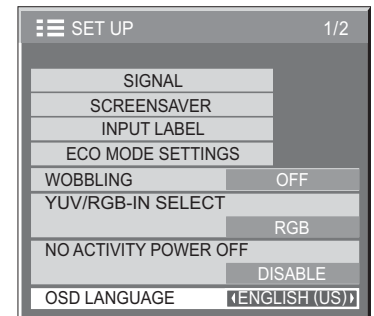 SET UP 1/2
SIGNAL
SCREENSAVER
INPUT LABEL
ECO MODE SETTINGS
WOBBLING OFF
YUV/RGB-IN SELECT
RGB
NO ACTIVITY POWER OFF
DISABLE
OSD LANGUAGE ENGLISH (US)